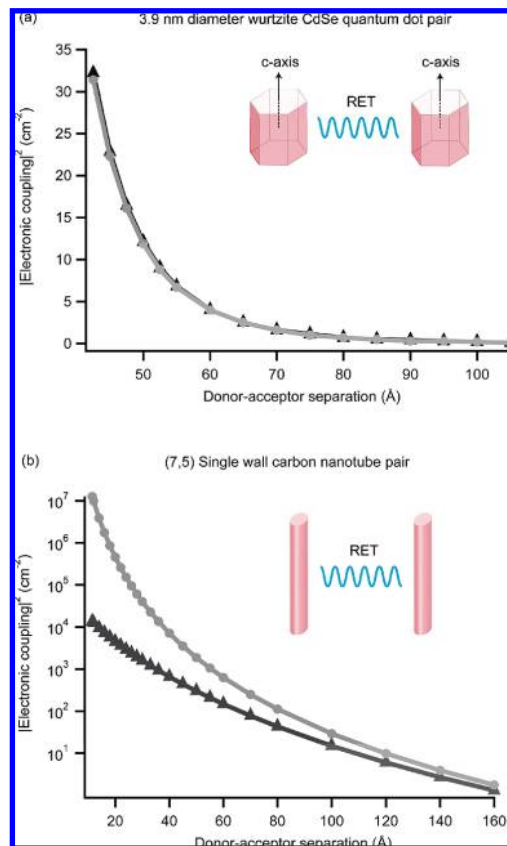 (a) 3.9 nm diameter wurtzite CdSe quantum dot pair
35
30
25
20
15
10
5
0
|Electronic coupling|² (cm⁻²)
c-axis
c-axis
RET
50 60 70 80 90 100
Donor-acceptor separation (Å)
(b) (7,5) Single wall carbon nanotube pair
10⁷
10⁶
10⁵
10⁴
10³
10²
10¹
|Electronic coupling|² (cm⁻²)
RET
20 40 60 80 100 120 140 160
Donor-acceptor separation (Å)